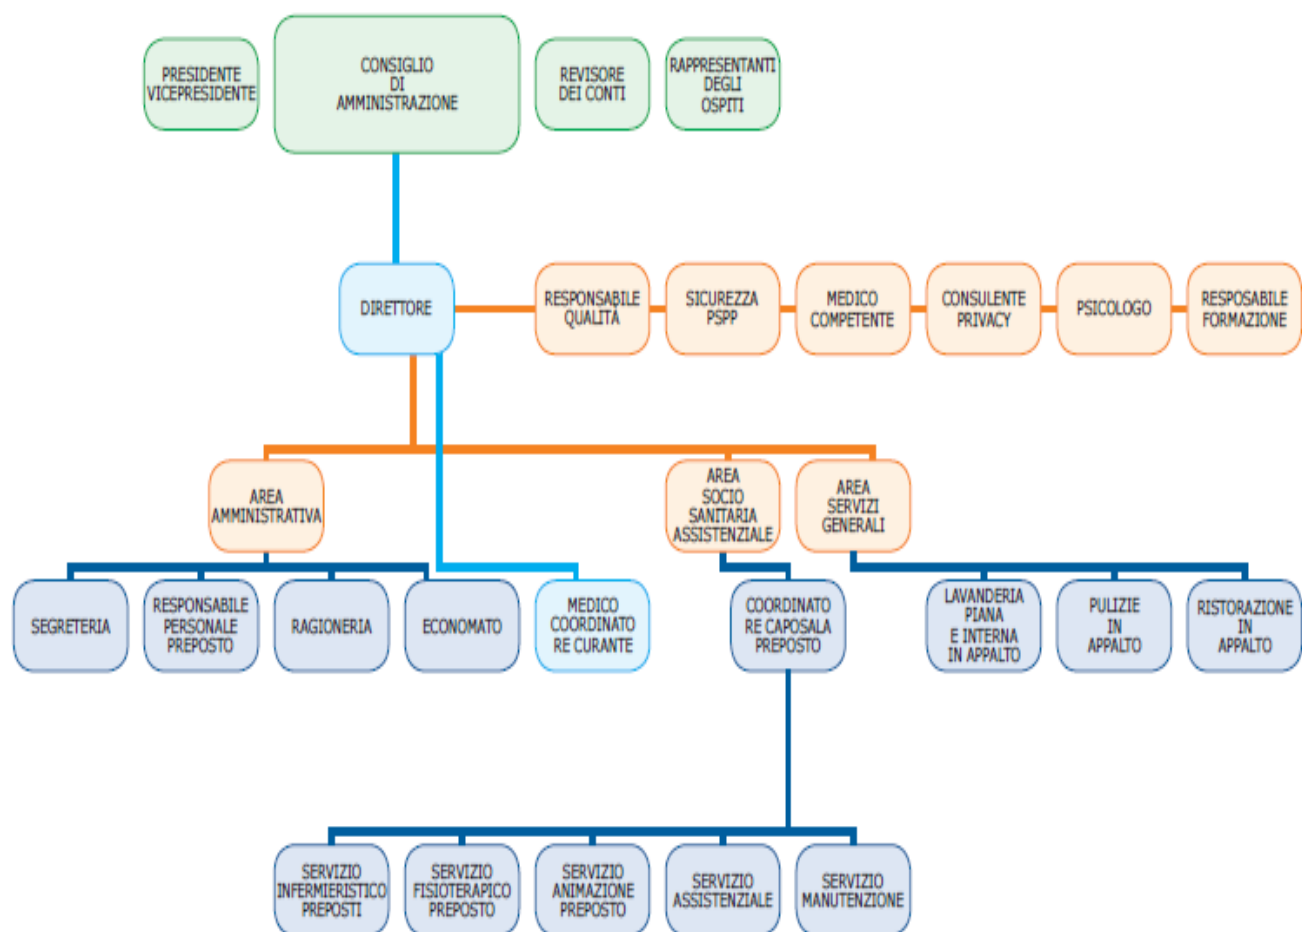 PRESIDENTE
VICEPRESIDENTE
CONSIGLIO
DI
AMMINISTRAZIONE
REVISORE
DEI CONTI
RAPPRESENTANTI
DEGLI
OSPITI
DIRETTORE
RESPONSABILE
QUALITÁ
SICUREZZA
PSPP
MEDICO
COMPETENTE
CONSULENTE
PRIVACY
PSICOLOGO
RESPOSABILE
FORMAZIONE
AREA
AMMINISTRATIVA
AREA
SOCIO
SANITARIA
ASSISTENZIALE
AREA
SERVIZI
GENERALI
SEGRETERIA
RESPONSABILE
PERSONALE
PREPOSTO
RAGIONERIA
ECONOMATO
MEDICO
COORDINATO
RE CURANTE
COORDINATO
RE CAPOSALA
PREPOSTO
LAVANDERIA
PIANA
E INTERNA
IN APPALTO
PULIZIE
IN
APPALTO
RISTORAZIONE
IN
APPALTO
SERVIZIO
INFERMIERISTICO
PREPOSTI
SERVIZIO
FISIOTERAPICO
PREPOSTO
SERVIZIO
ANIMAZIONE
PREPOSTO
SERVIZIO
ASSISTENZIALE
SERVIZIO
MANUTENZIONE